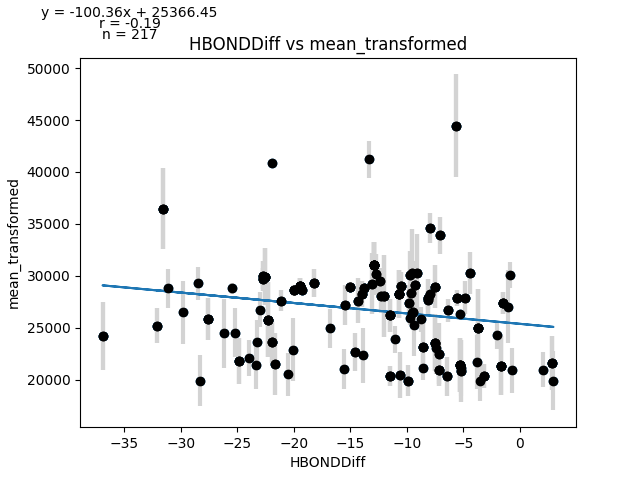 y = -100.36x + 25366.45
r = -0.19
n = 217
HBONDDiff vs mean_transformed
50000
45000
40000
35000
30000
25000
20000
mean_transformed
−35 −30 −25 −20 −15 −10 −5 0
HBONDDiff